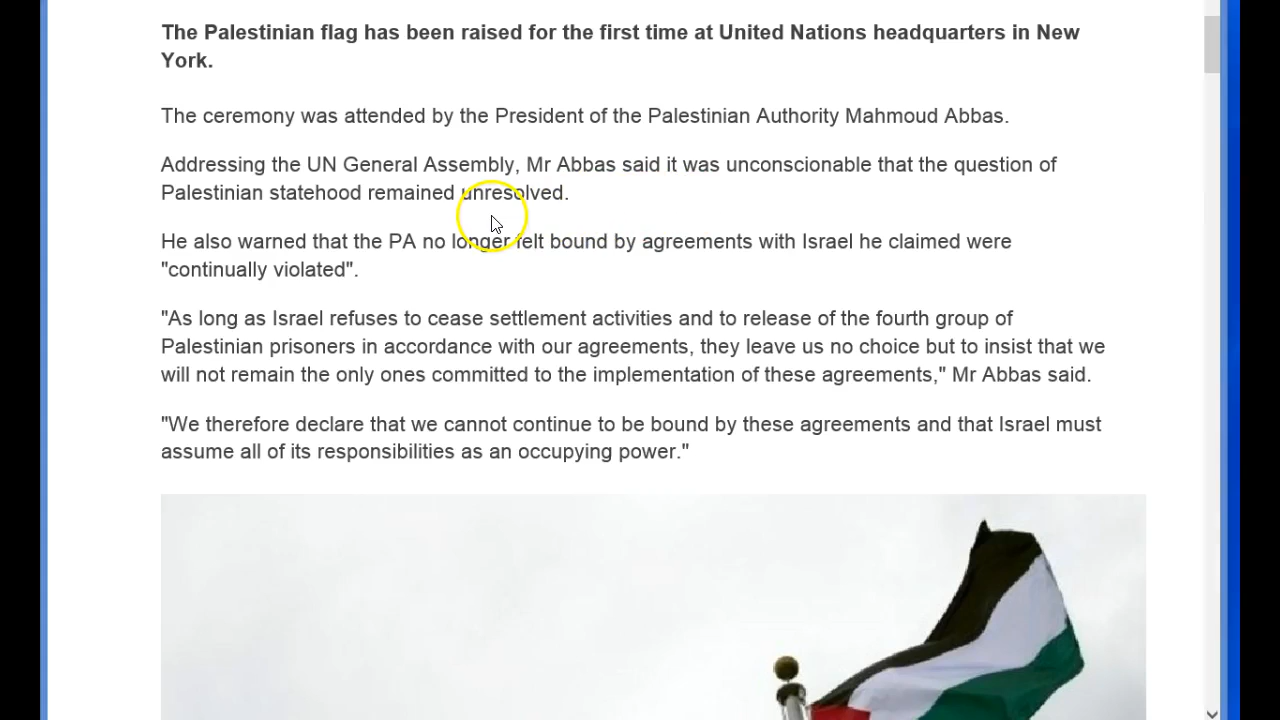 The Palestinian flag has been raised for the first time at United Nations headquarters in New
York.
The ceremony was attended by the President of the Palestinian Authority Mahmoud Abbas.
Addressing the UN General Assembly, Mr Abbas said it was unconscionable that the question of
Palestinian statehood remained unresolved.
He also warned that the PA no longer felt bound by agreements with Israel he claimed were
"continually violated".
"As long as Israel refuses to cease settlement activities and to release of the fourth group of
Palestinian prisoners in accordance with our agreements, they leave us no choice but to insist that we
will not remain the only ones committed to the implementation of these agreements," Mr Abbas said.
"We therefore declare that we cannot continue to be bound by these agreements and that Israel must
assume all of its responsibilities as an occupying power."